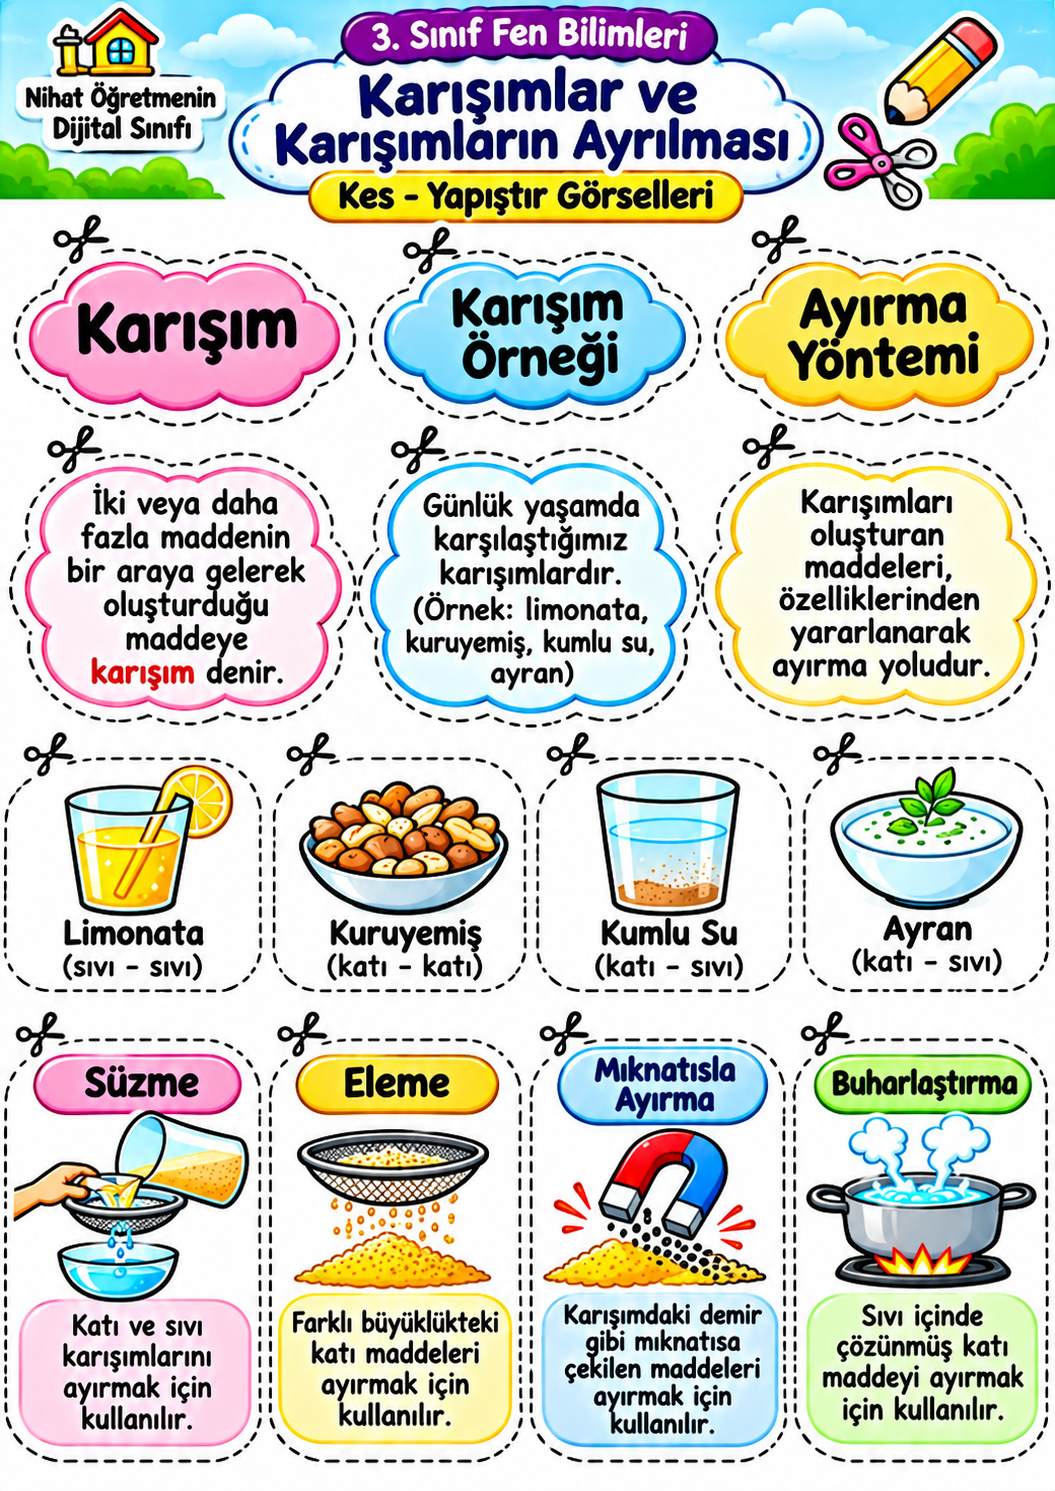 3. Sınıf Fen Bilimleri
Nihat Öğretmenin
Dijital Sınıfı
Karışımlar ve
Karışımların Ayrılması
Kes - Yapıştır Görselleri
Karışım
Karışım
Örneği
Ayırma
Yöntemi
İki veya daha
fazla maddenin
bir araya gelerek
oluşturduğu
maddeye
karışım denir.
Günlük yaşamda
karşılaştığımız
karışımlardır.
(Örnek: limonata,
kuruyemiş, kumlu su,
ayran)
Karışımları
oluşturan
maddeleri,
özelliklerinden
yararlanarak
ayırma yoludur.
Limonata
(sıvı - sıvı)
Kuruyemiş
(katı - katı)
Kumlu Su
(katı - sıvı)
Ayran
(katı - sıvı)
Süzme
Katı ve sıvı
karışımlarını
ayırmak için
kullanılır.
Eleme
Farklı büyüklükteki
katı maddeleri
ayırmak için
kullanılır.
Mıknatısla
Ayırma
Karışımdaki demir
gibi mıknatısa
çekilen maddeleri
ayırmak için
kullanılır.
Buharlaştırma
Sıvı içinde
çözünmüş katı
maddeyi ayırmak
için kullanılır.